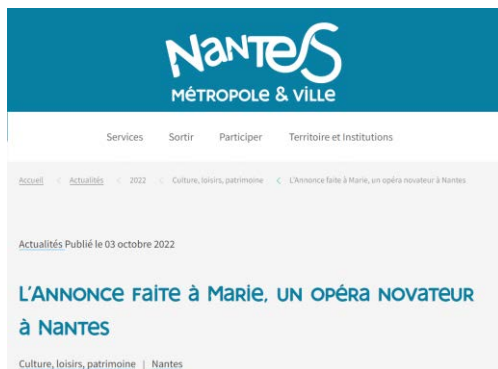 NANTES
MÉTROPOLE & VILLE
Services Sortir Participer Territoire et Institutions
Accueil < Actualités < 2022 < Culture, loisirs, patrimoine < L'Annonce faite à Marie, un opéra novateur à Nantes
Actualités Publié le 03 octobre 2022
L'ANNONCE FAITE À MARIE, UN OPÉRA NOVATEUR
À NANTES
Culture, loisirs, patrimoine | Nantes